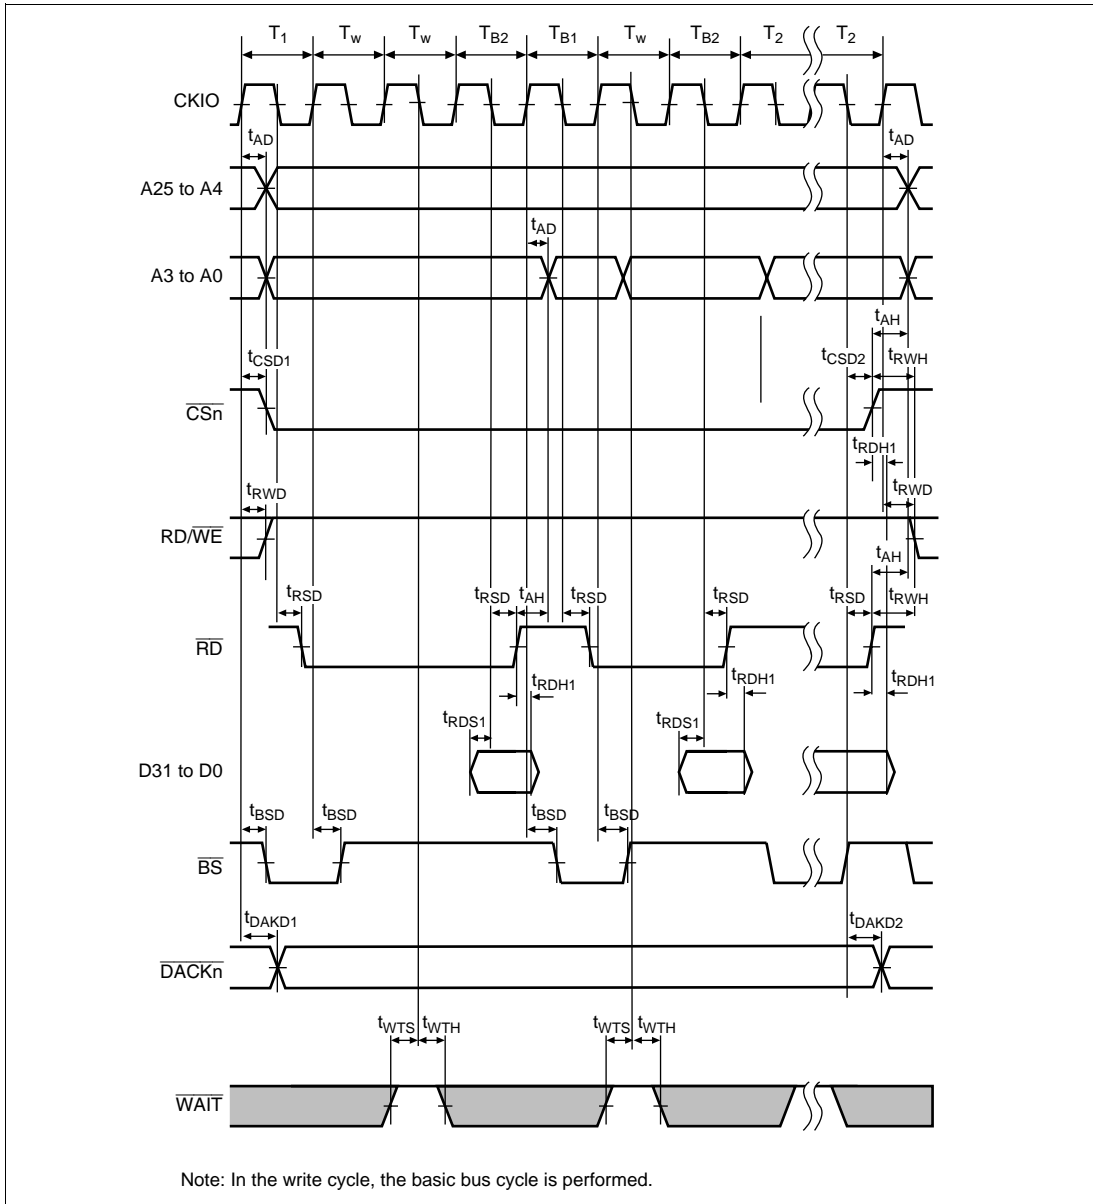 T1 Tw Tw TB2 TB1 Tw TB2 T2 T2
CKIO
tAD tAD
A25 to A4
tAD
A3 to A0
tAH
tCSD1 tCSD2 tRWH
CSn
tRDH1
tRWD tRWD
RD/WE
tAH
tRSD tRSD tAH tRSD tRSD tRSD tRWH
RD
tRDH1 tRDH1 tRDH1
tRDS1 tRDS1
D31 to D0
tBSD tBSD tBSD tBSD
BS
tDAKD1 tDAKD2
DACKn
tWTS tWTH tWTS tWTH
WAIT
Note: In the write cycle, the basic bus cycle is performed.